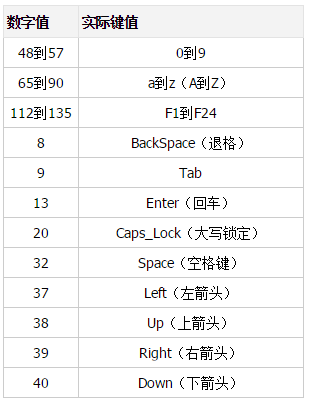 数字值 实际键值
48到57 0到9
65到90 a到z（A到Z）
112到135 F1到F24
8 BackSpace（退格）
9 Tab
13 Enter（回车）
20 Caps_Lock（大写锁定）
32 Space（空格键）
37 Left（左箭头）
38 Up（上箭头）
39 Right（右箭头）
40 Down（下箭头）